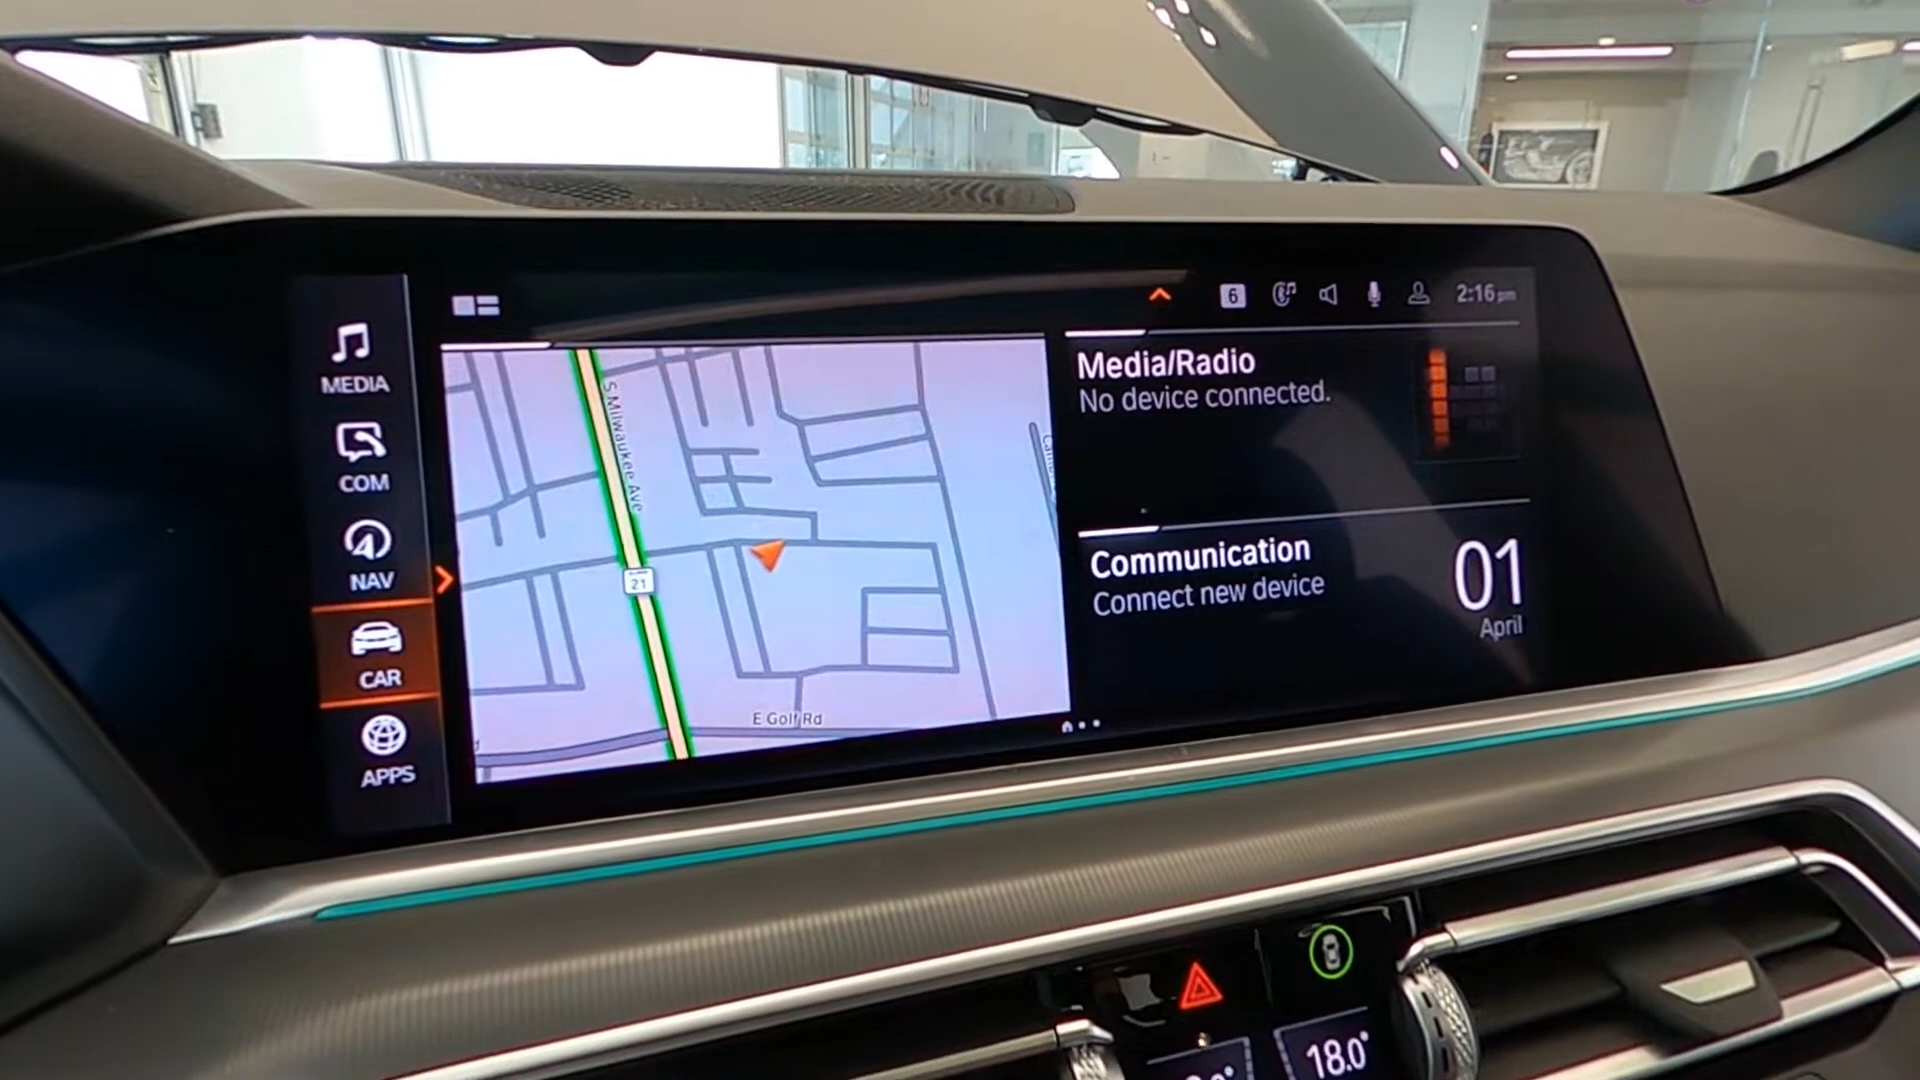 6
2:16 pm
MEDIA
COM
NAV
CAR
APPS
S Milwaukee Ave
21
E Golf Rd
Media/Radio
No device connected.
Communication
Connect new device
01
April
18.0°